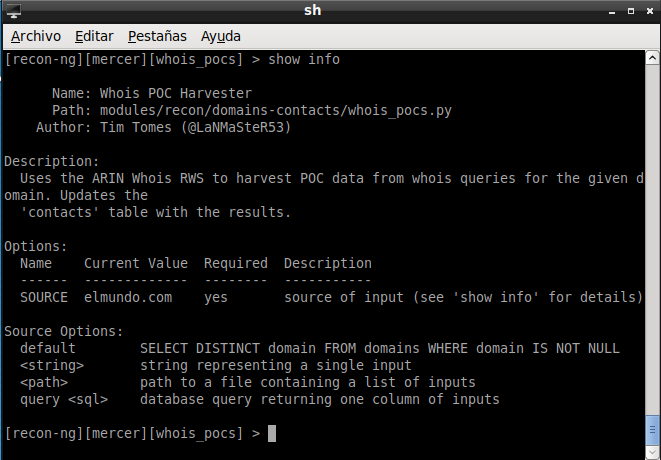 sh
Archivo Editar Pestañas Ayuda
[recon-ng][mercer][whois_pocs] > show info
Name: Whois POC Harvester
Path: modules/recon/domains-contacts/whois_pocs.py
Author: Tim Tomes (@LaNMaSteR53)
Description:
Uses the ARIN Whois RWS to harvest POC data from whois queries for the given d
omain. Updates the
'contacts' table with the results.
Options:
Name Current Value Required Description
------ ------------- -------- -----------
SOURCE elmundo.com yes source of input (see 'show info' for details)
Source Options:
default SELECT DISTINCT domain FROM domains WHERE domain IS NOT NULL
<string> string representing a single input
<path> path to a file containing a list of inputs
query <sql> database query returning one column of inputs
[recon-ng][mercer][whois_pocs] >